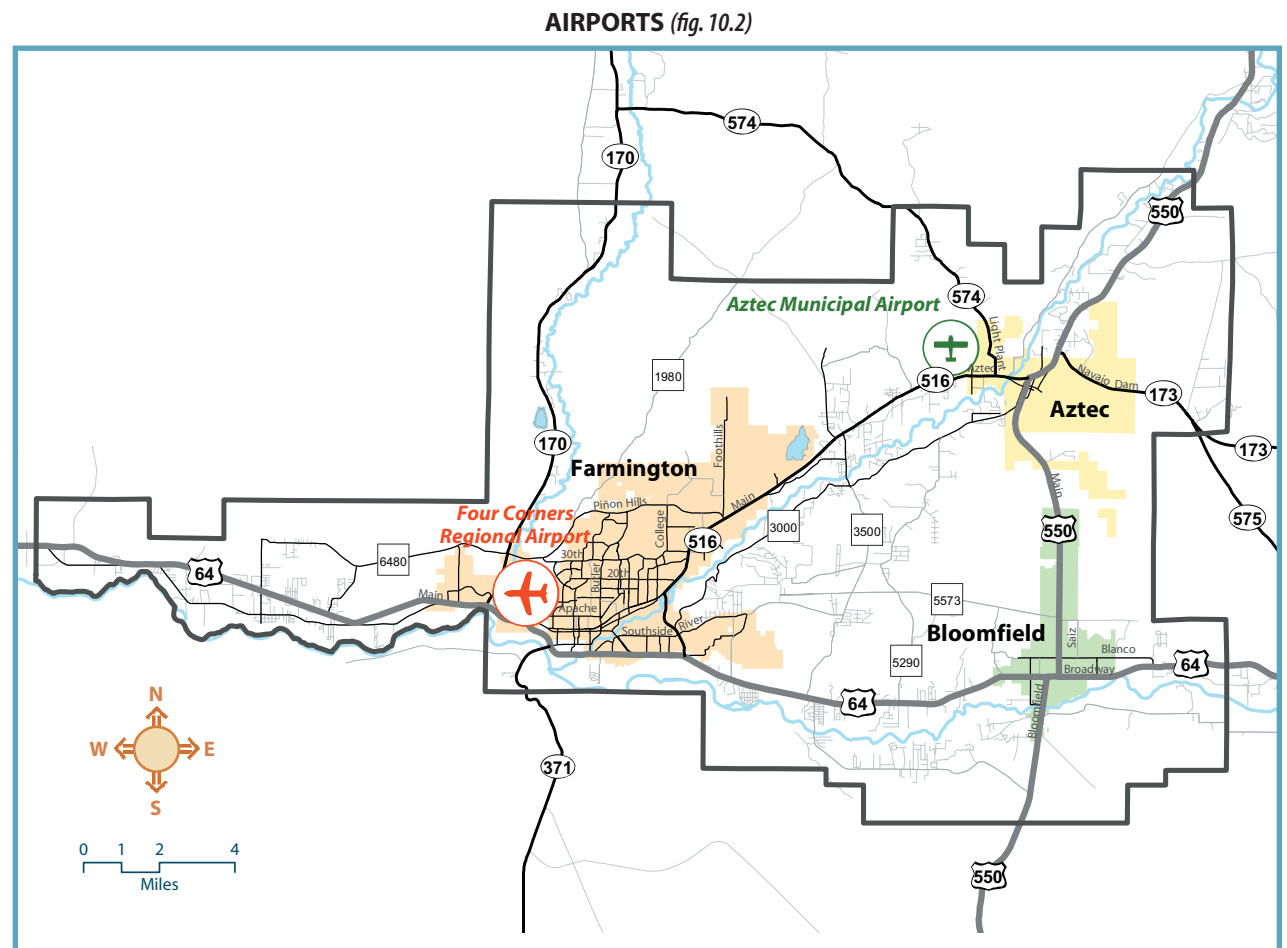 AIRPORTS (fig. 10.2)
574
170
550
574
Aztec Municipal Airport
Light Plant
1980
516
Aztec
Navajo Dam
173
Aztec
170
Foothills
173
Farmington
Main
Main
Piñon Hills
575
Four Corners
Regional Airport
College
3000
3500
550
516
30th
6480
64
Butler
20th
Main
Apache
5573
Southside
River
Bloomfield
Saiz
Blanco
5290
Broadway
64
Bloomfield
64
N
W
E
S
371
0 1 2 4
Miles
550